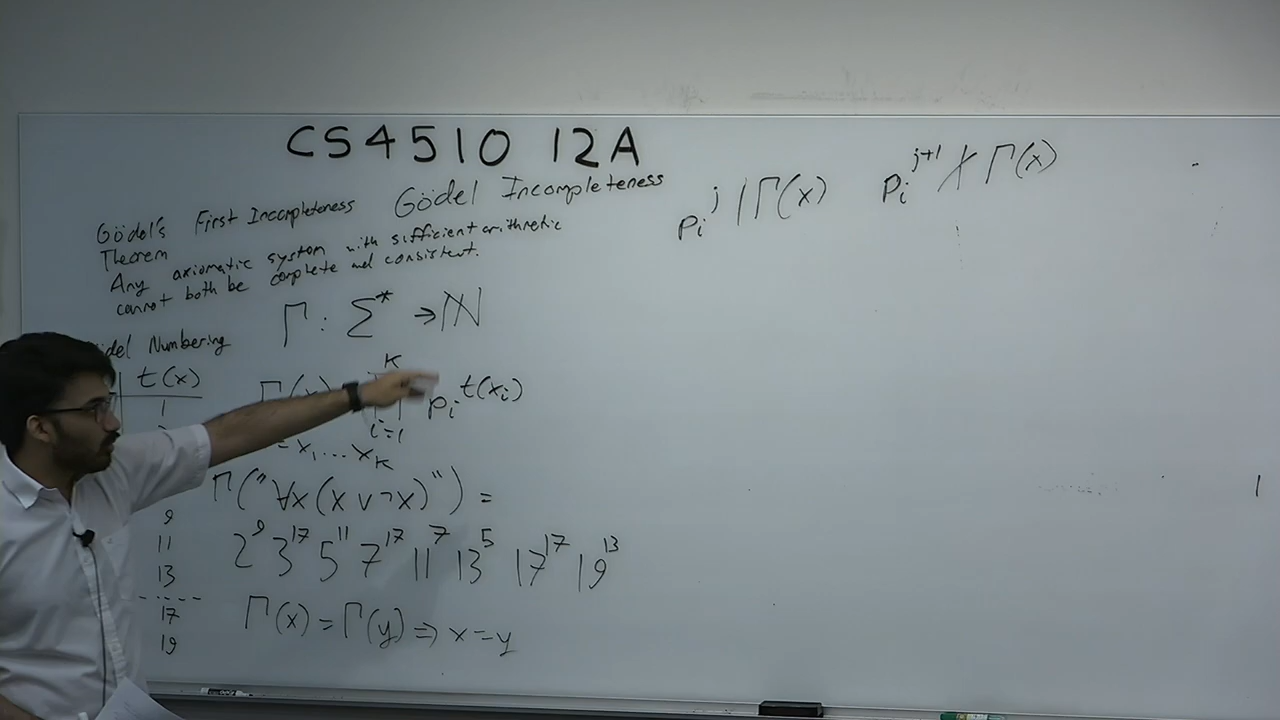 CS4510 12A
Gödel Incompleteness
Gödel's First Incompleteness
Theorem
Any axiomatic system with sufficient arithmetic
cannot both be complete and consistent.
Γ: Σ* → ℕ
Numbering
t(x)
1
K
p_i^t(x_i)
i=1
= x_1 ... x_K
Γ("∀x(x∨¬x)") =
9
11
13
17
19
2^9 3^17 5^11 7^17 11^7 13^5 17^17 19^13
Γ(x) = Γ(y) ⇒ x = y
p_i^j | Γ(x)
p_i^j+1 ∤ Γ(x)